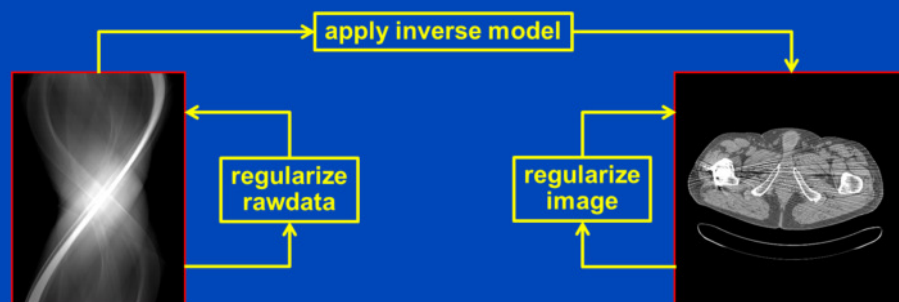 apply inverse model
regularize
rawdata
regularize
image